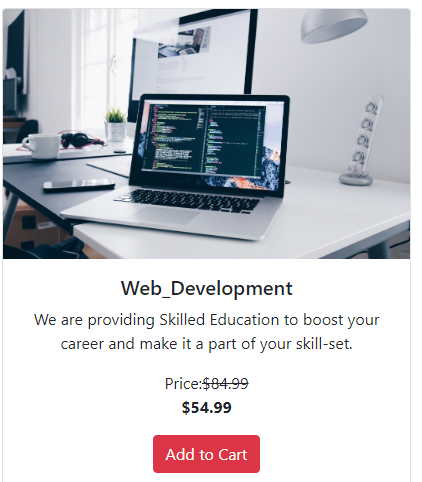 Web_Development
We are providing Skilled Education to boost your
career and make it a part of your skill-set.
Price:$84.99
$54.99
Add to Cart